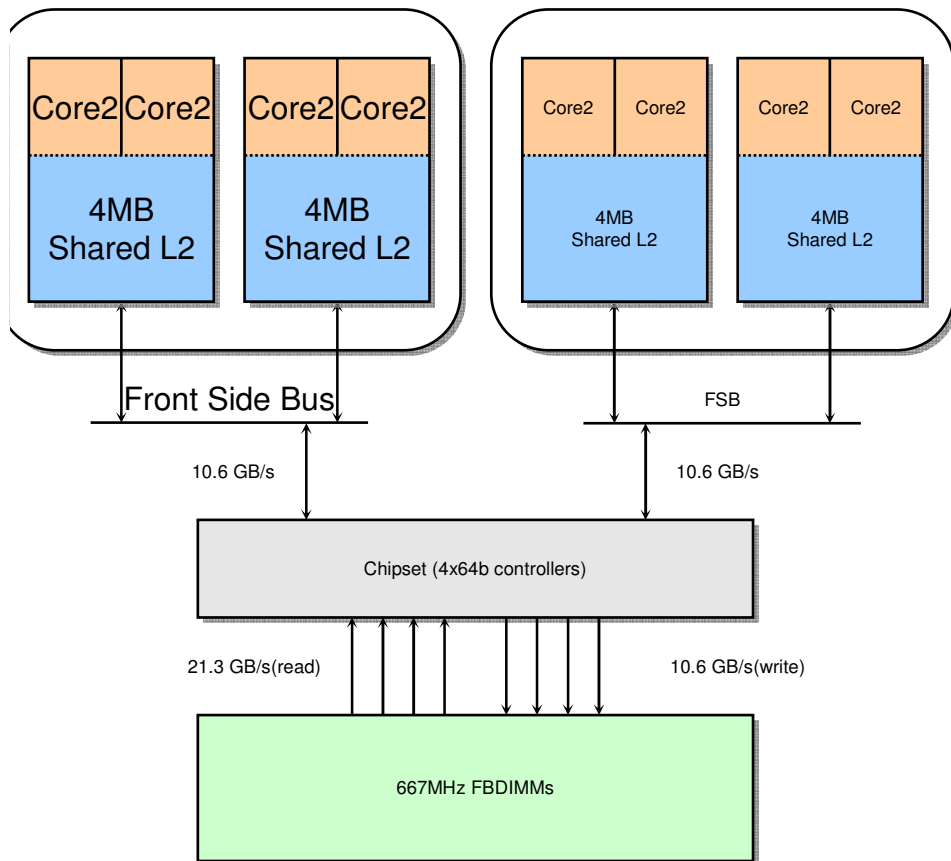 Core2 Core2 Core2 Core2 Core2 Core2 Core2 Core2
4MB
Shared L2
4MB
Shared L2
4MB
Shared L2
4MB
Shared L2
Front Side Bus
FSB
10.6 GB/s
10.6 GB/s
Chipset (4x64b controllers)
21.3 GB/s(read)
10.6 GB/s(write)
667MHz FBDIMMs